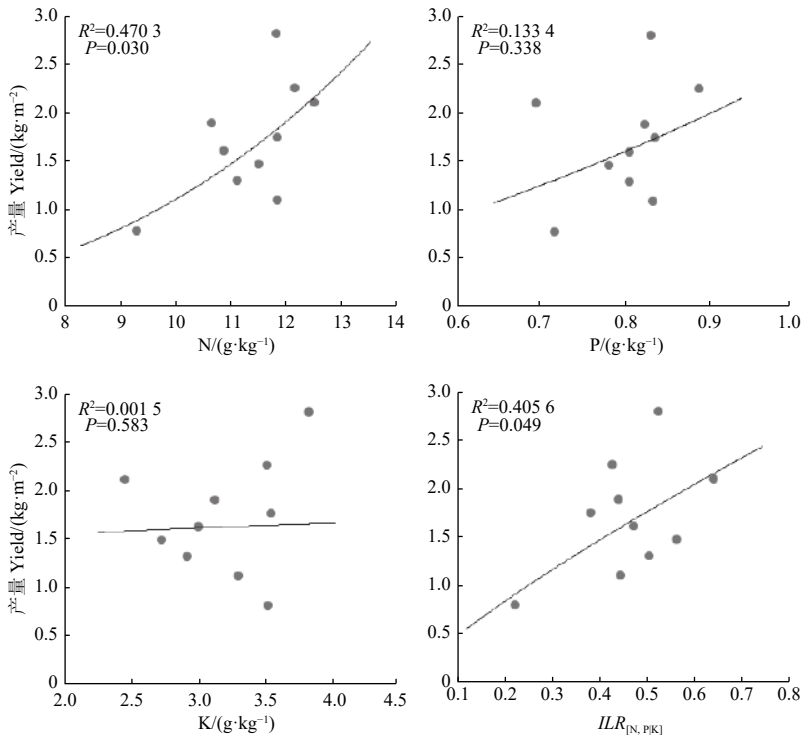 R²=0.470 3
P=0.030
产量 Yield/(kg·m⁻²)
3.0
2.5
2.0
1.5
1.0
0.5
0
8 9 10 11 12 13 14
N/(g·kg⁻¹)
R²=0.133 4
P=0.338
3.0
2.5
2.0
1.5
1.0
0.5
0
0.6 0.7 0.8 0.9 1.0
P/(g·kg⁻¹)
R²=0.001 5
P=0.583
产量 Yield/(kg·m⁻²)
3.0
2.5
2.0
1.5
1.0
0.5
0
2.0 2.5 3.0 3.5 4.0 4.5
K/(g·kg⁻¹)
R²=0.405 6
P=0.049
3.0
2.5
2.0
1.5
1.0
0.5
0
0.1 0.2 0.3 0.4 0.5 0.6 0.7 0.8
ILR[N, P|K]